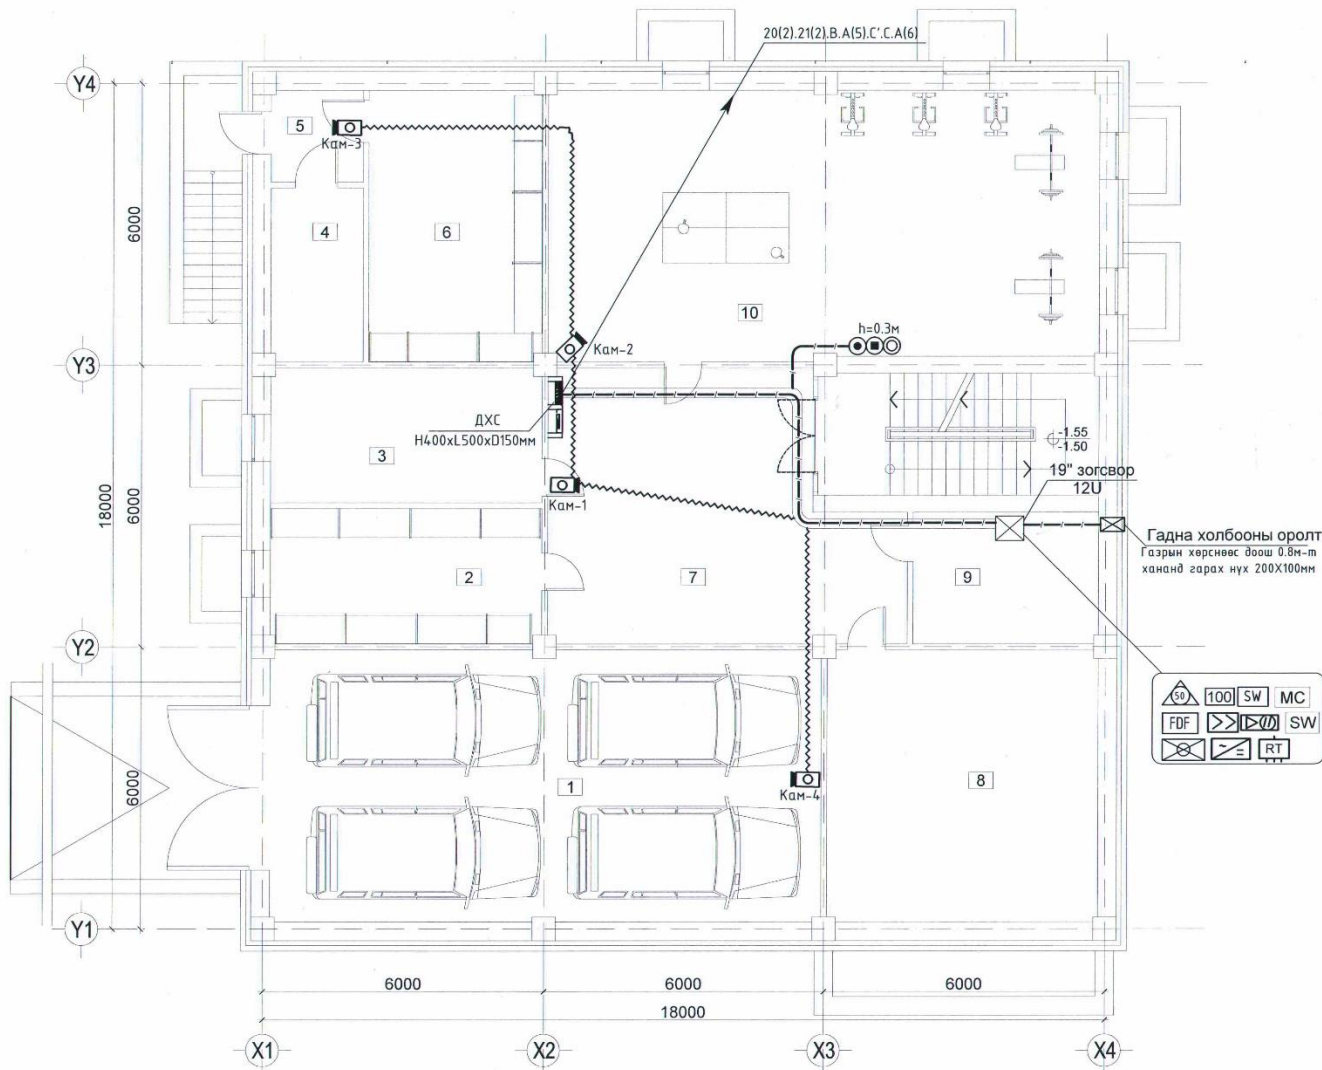 20(2).21(2).В.А(5).С'.С.А(6)
Y4
5
Кам-3
4
6
6000
10
h=0.3м
Кам-2
Y3
ДХС
H400xL500xD150мм
-1.55
-1.50
3
19" зогсвор
12U
Кам-1
18000
6000
Гадна холбооны оролт
Газрын хөрснөөс доош 0.8м-т
хананд гарах нүх 200X100мм
2
7
9
Y2
50
100
SW
MC
FDF
SW
RT
6000
1
Кам-4
8
Y1
6000
6000
6000
18000
X1
X2
X3
X4